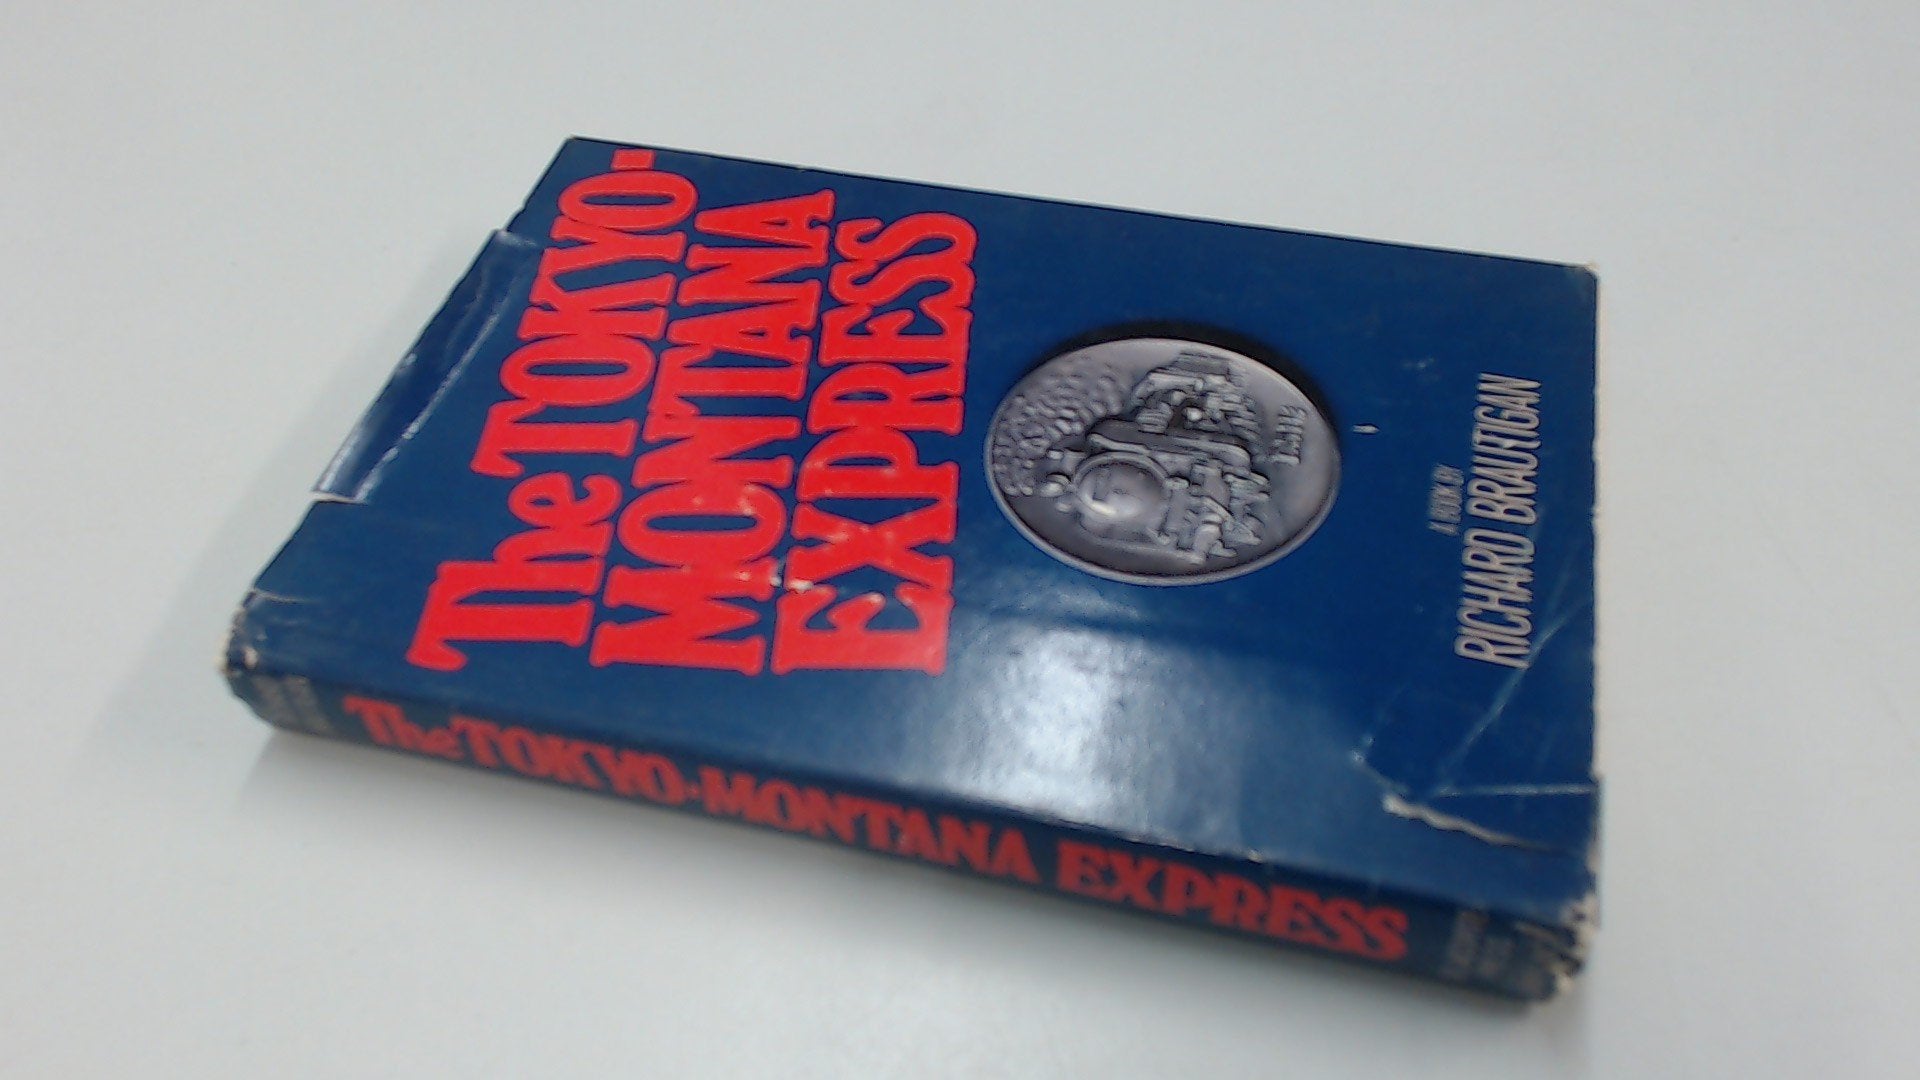 The TOKYO-
MONTANA
EXPRESS
A BOOK BY
RICHARD BRAUTIGAN
The TOKYO-MONTANA EXPRESS